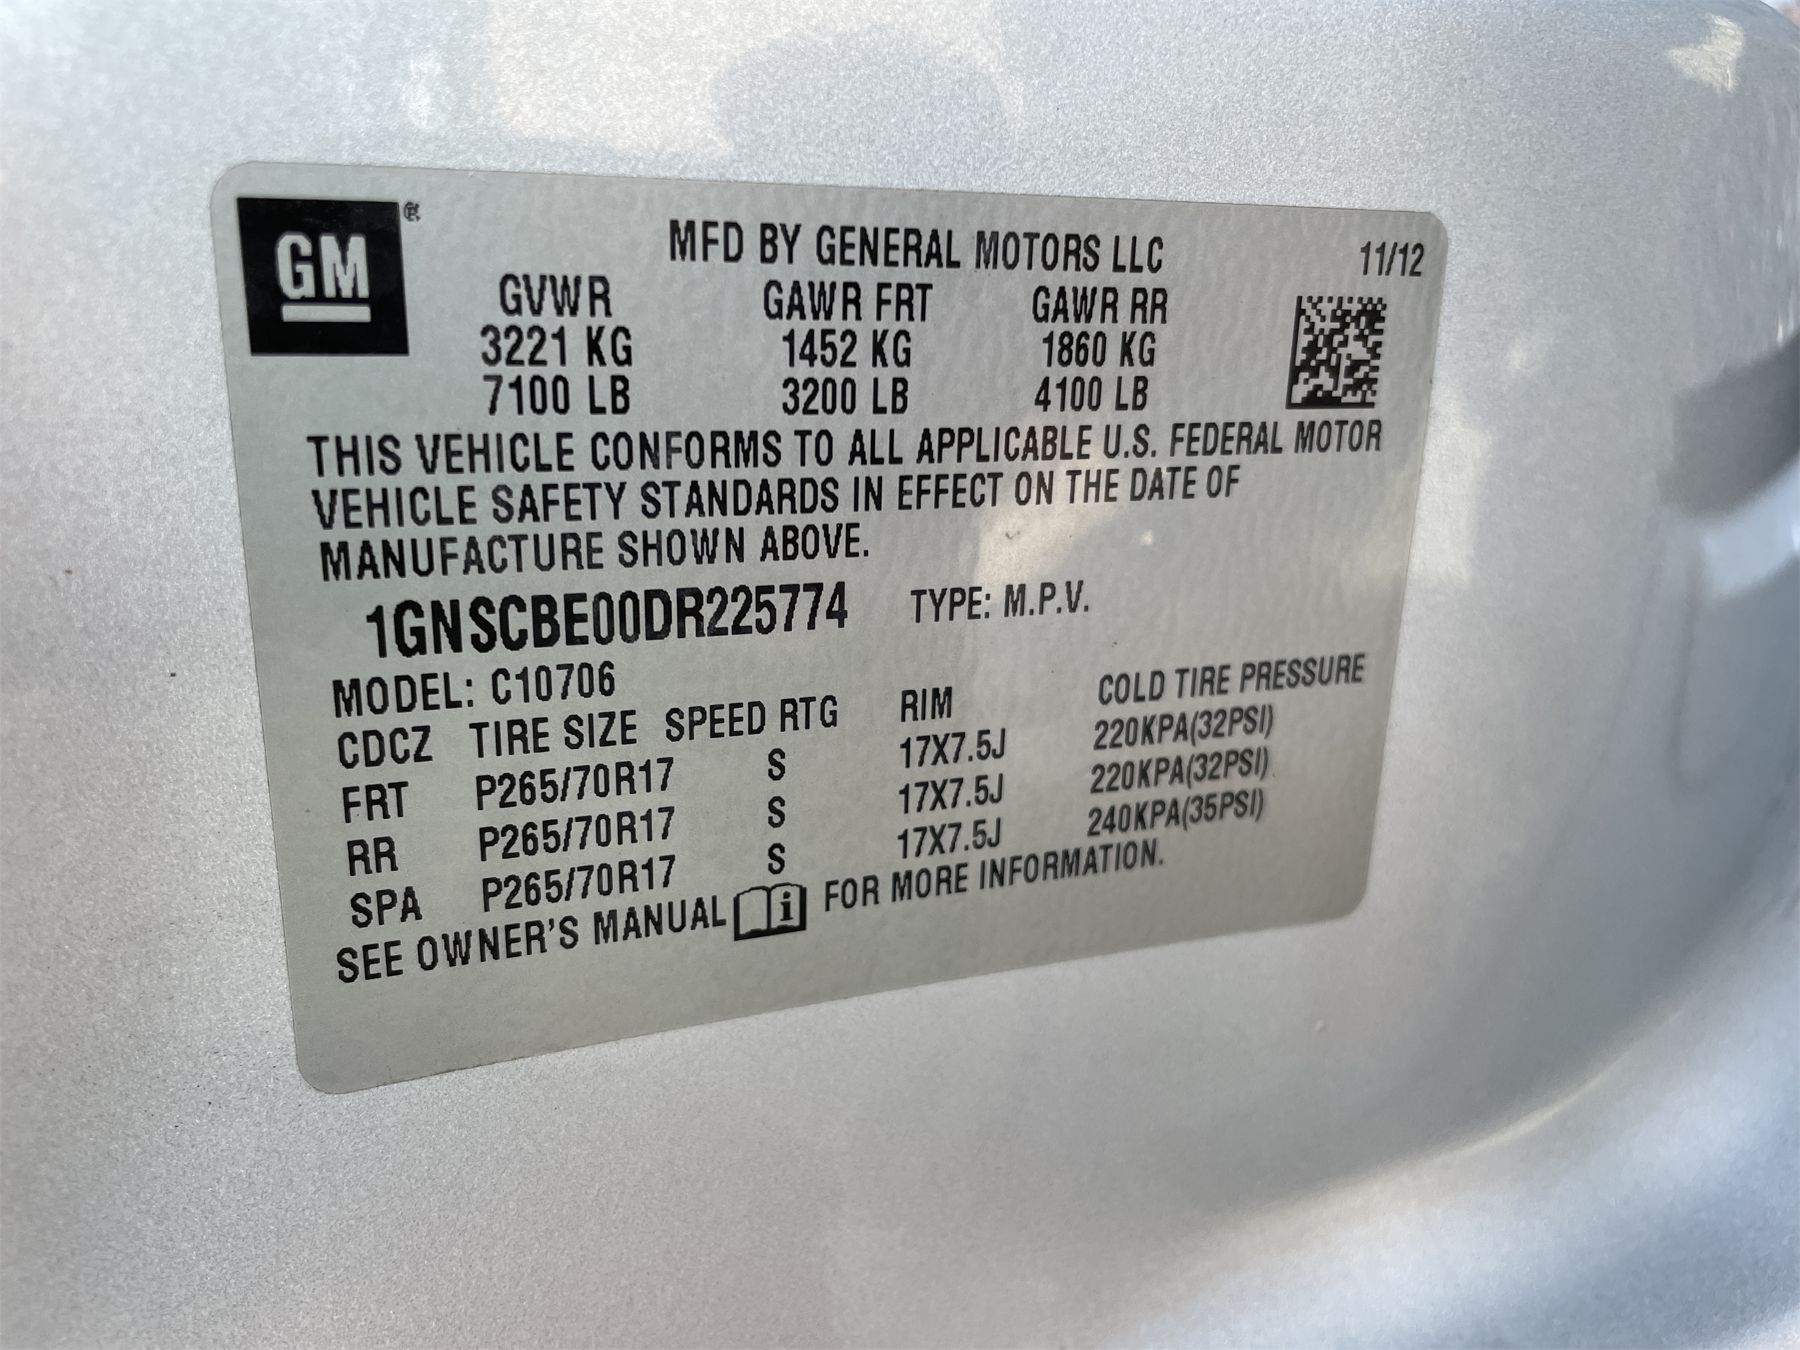 GM®
MFD BY GENERAL MOTORS LLC 11/12
GVWR GAWR FRT GAWR RR
3221 KG 1452 KG 1860 KG
7100 LB 3200 LB 4100 LB
THIS VEHICLE CONFORMS TO ALL APPLICABLE U.S. FEDERAL MOTOR
VEHICLE SAFETY STANDARDS IN EFFECT ON THE DATE OF
MANUFACTURE SHOWN ABOVE.
1GNSCBE00DR225774 TYPE: M.P.V.
MODEL: C10706
CDCZ TIRE SIZE SPEED RTG RIM COLD TIRE PRESSURE
FRT P265/70R17 S 17X7.5J 220KPA(32PSI)
RR P265/70R17 S 17X7.5J 220KPA(32PSI)
SPA P265/70R17 S 17X7.5J 240KPA(35PSI)
SEE OWNER'S MANUAL i FOR MORE INFORMATION.